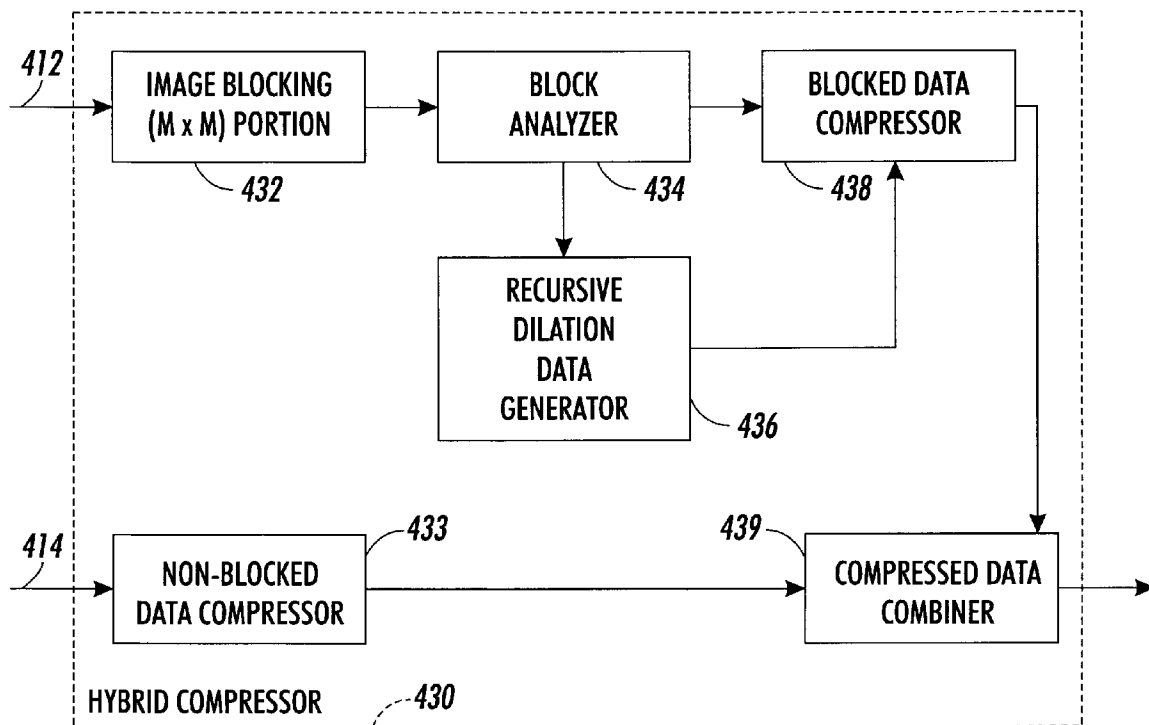 412
IMAGE BLOCKING
(M x M) PORTION
432
BLOCK
ANALYZER
434
BLOCKED DATA
COMPRESSOR
438
RECURSIVE
DILATION
DATA
GENERATOR
436
414
NON-BLOCKED
DATA COMPRESSOR
433
439
COMPRESSED DATA
COMBINER
HYBRID COMPRESSOR
430